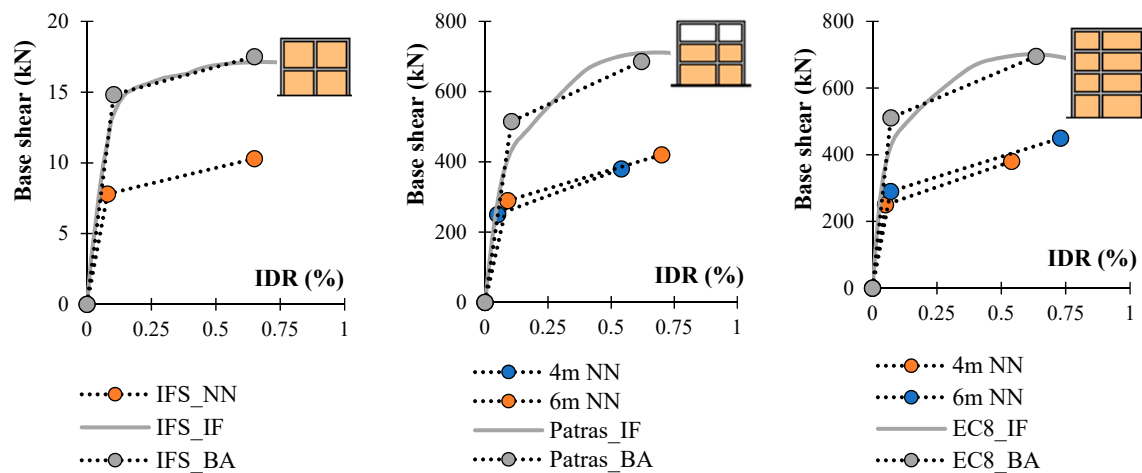 Base shear (kN)
20
15
10
5
0
0 0.25 0.5 0.75 1
IDR (%)
IFS_NN
IFS_IF
IFS_BA
Base shear (kN)
800
600
400
200
0
0 0.25 0.5 0.75 1
IDR (%)
4m NN
6m NN
Patras_IF
Patras_BA
Base shear (kN)
800
600
400
200
0
0 0.25 0.5 0.75 1
IDR (%)
4m NN
6m NN
EC8_IF
EC8_BA